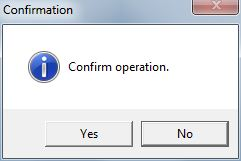 Confirmation
Confirm operation.
Yes
No